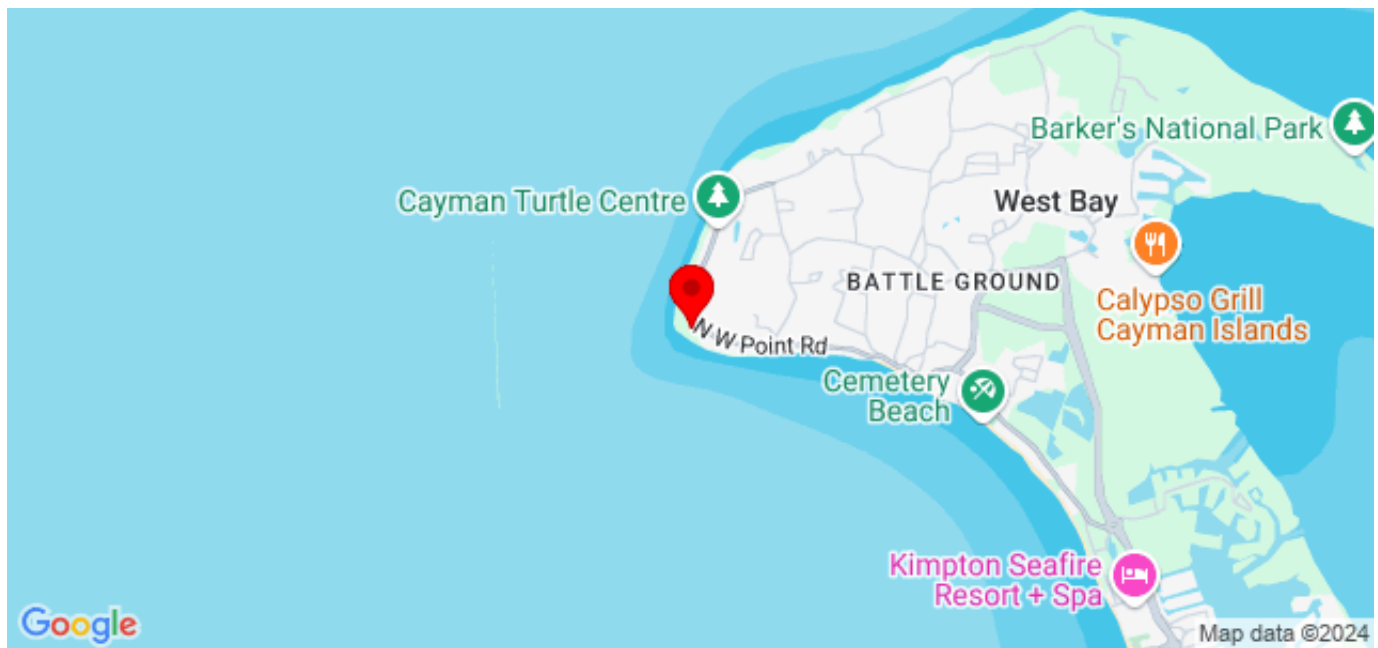 Barker's National Park
Cayman Turtle Centre
West Bay
BATTLE GROUND
Calypso Grill
Cayman Islands
N W Point Rd
Cemetery
Beach
Kimpton Seafire
Resort + Spa
Google
Map data ©2024